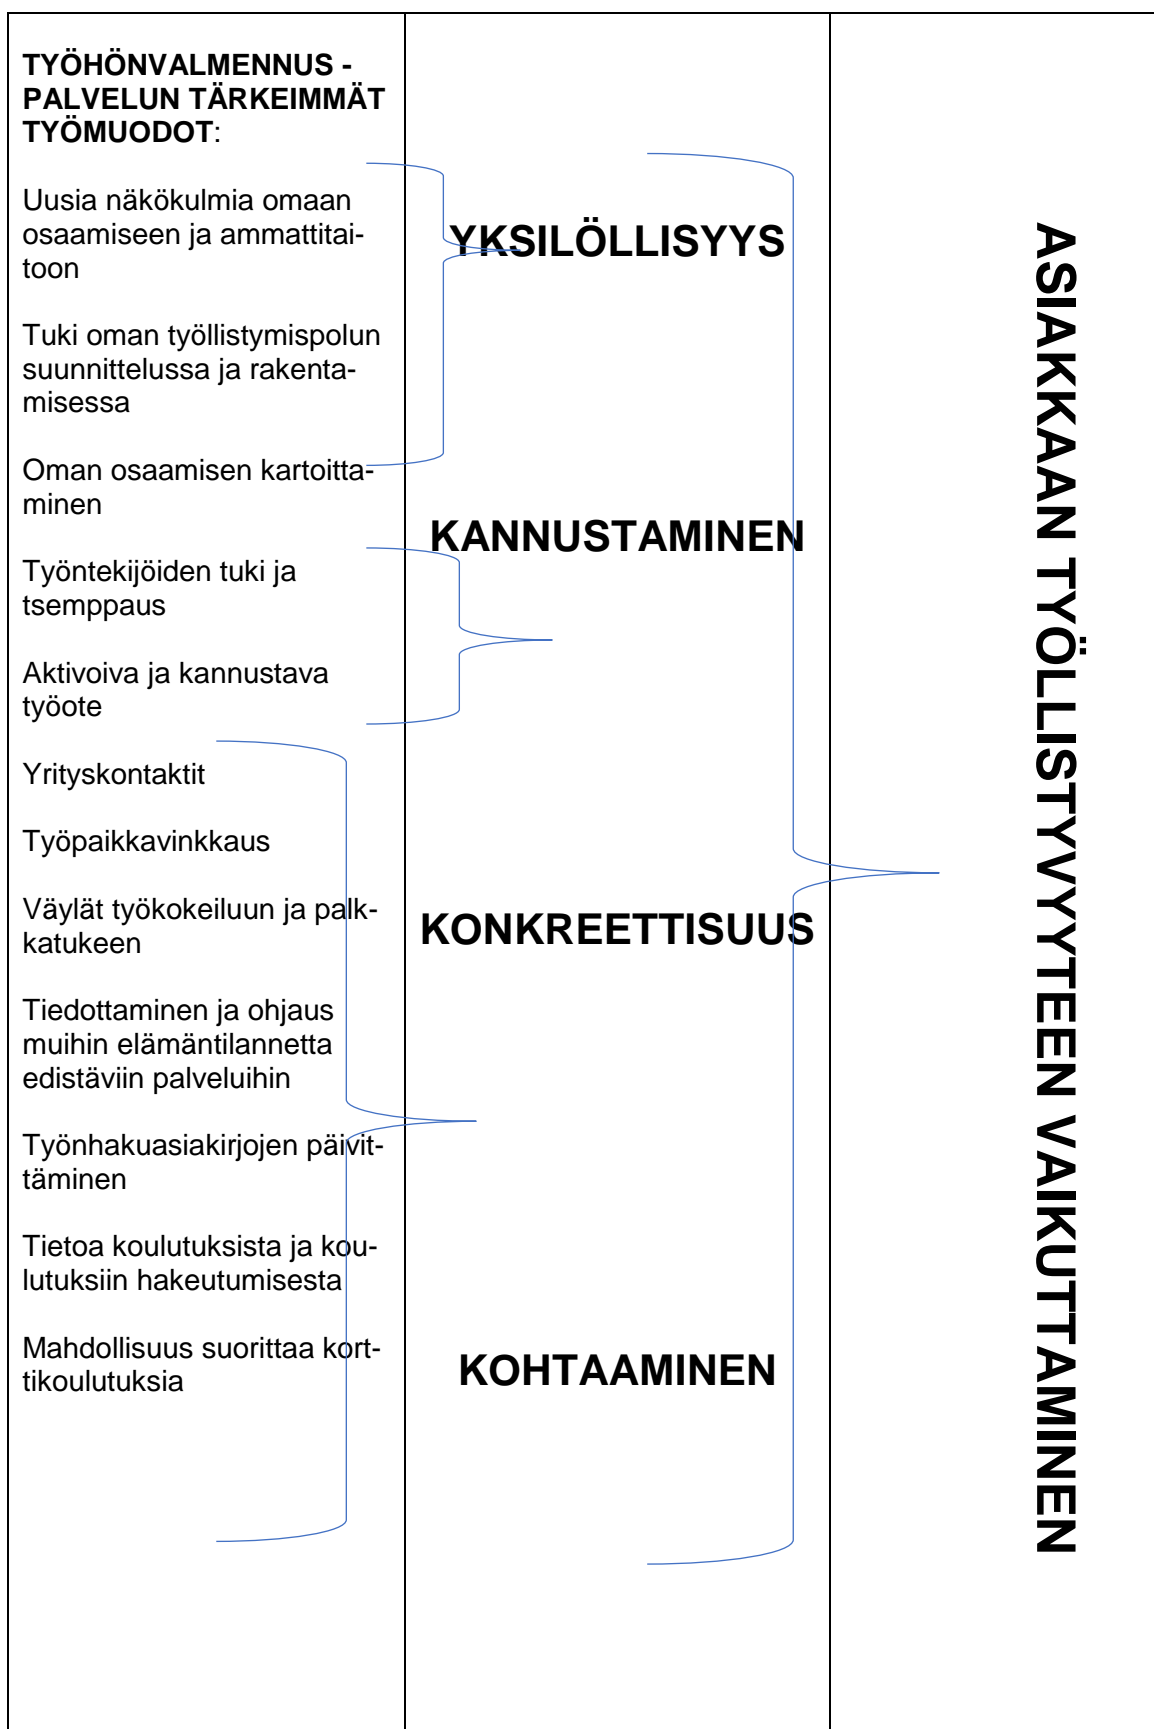 TYÖHÖNVALMENNUS -
PALVELUN TÄRKEIMMÄT
TYÖMUODOT:
Uusia näkökulmia omaan
osaamiseen ja ammattitai-
toon
Tuki oman työllistymispolun
suunnittelussa ja rakenta-
misessa
Oman osaamisen kartoitta-
minen
Työntekijöiden tuki ja
tsemppaus
Aktivoiva ja kannustava
työote
Yrityskontaktit
Työpaikkavinkkaus
Väylät työkokeiluun ja palk-
katukeen
Tiedottaminen ja ohjaus
muihin elämäntilannetta
edistäviin palveluihin
Työnhakuasiakirjojen päivit-
täminen
Tietoa koulutuksista ja kou-
lutuksiin hakeutumisesta
Mahdollisuus suorittaa kort-
tikoulutuksia
YKSILÖLLISYYS
KANNUSTAMINEN
KONKREETTISUUS
KOHTAAMINEN
ASIAKKAAN TYÖLLISTYVYYTEEN VAIKUTTAMINEN